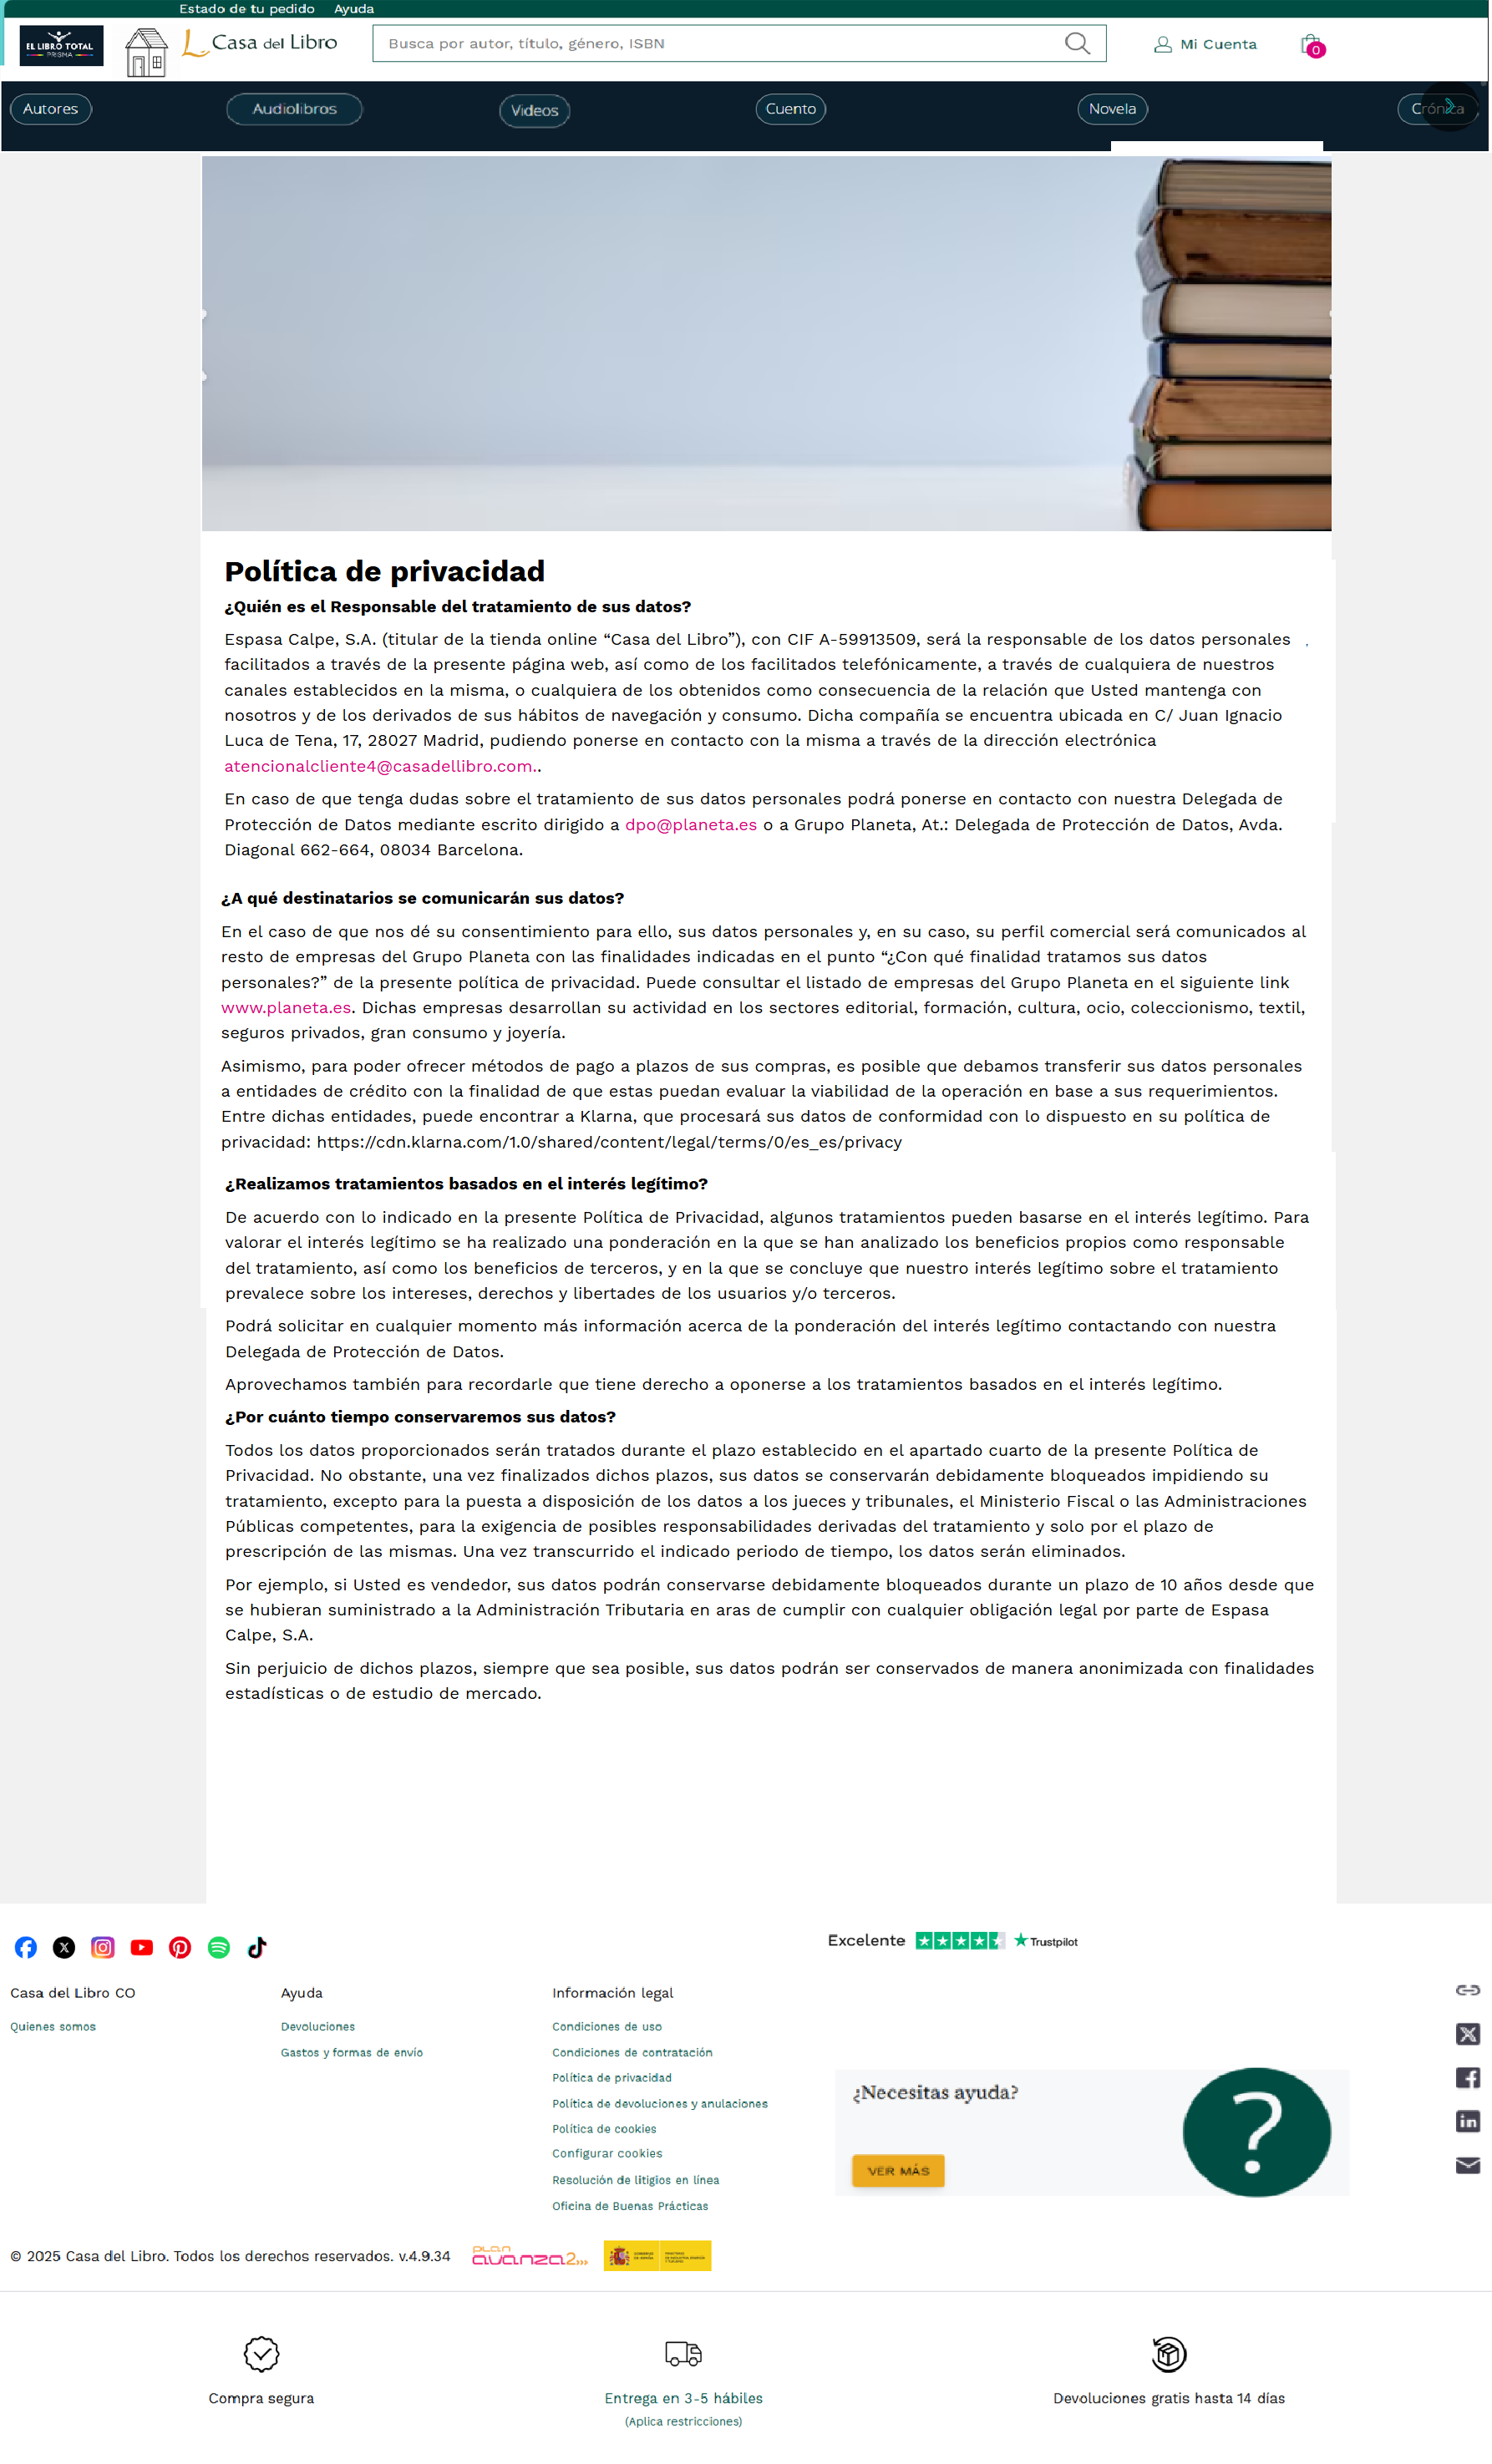 Estado de tu pedido Ayuda
EL LIBRO TOTAL
PRISMA
Casa del Libro
Busca por autor, título, género, ISBN
Mi Cuenta
0
Autores
Audiolibros
Videos
Cuento
Novela
Crónica
Política de privacidad
¿Quién es el Responsable del tratamiento de sus datos?
Espasa Calpe, S.A. (titular de la tienda online “Casa del Libro”), con CIF A-59913509, será la responsable de los datos personales
facilitados a través de la presente página web, así como de los facilitados telefónicamente, a través de cualquiera de nuestros
canales establecidos en la misma, o cualquiera de los obtenidos como consecuencia de la relación que Usted mantenga con
nosotros y de los derivados de sus hábitos de navegación y consumo. Dicha compañía se encuentra ubicada en C/ Juan Ignacio
Luca de Tena, 17, 28027 Madrid, pudiendo ponerse en contacto con la misma a través de la dirección electrónica
atencionalcliente4@casadellibro.com..
En caso de que tenga dudas sobre el tratamiento de sus datos personales podrá ponerse en contacto con nuestra Delegada de
Protección de Datos mediante escrito dirigido a dpo@planeta.es o a Grupo Planeta, At.: Delegada de Protección de Datos, Avda.
Diagonal 662-664, 08034 Barcelona.
¿A qué destinatarios se comunicarán sus datos?
En el caso de que nos dé su consentimiento para ello, sus datos personales y, en su caso, su perfil comercial será comunicados al
resto de empresas del Grupo Planeta con las finalidades indicadas en el punto “¿Con qué finalidad tratamos sus datos
personales?” de la presente política de privacidad. Puede consultar el listado de empresas del Grupo Planeta en el siguiente link
www.planeta.es. Dichas empresas desarrollan su actividad en los sectores editorial, formación, cultura, ocio, coleccionismo, textil,
seguros privados, gran consumo y joyería.
Asimismo, para poder ofrecer métodos de pago a plazos de sus compras, es posible que debamos transferir sus datos personales
a entidades de crédito con la finalidad de que estas puedan evaluar la viabilidad de la operación en base a sus requerimientos.
Entre dichas entidades, puede encontrar a Klarna, que procesará sus datos de conformidad con lo dispuesto en su política de
privacidad: https://cdn.klarna.com/1.0/shared/content/legal/terms/0/es_es/privacy
¿Realizamos tratamientos basados en el interés legítimo?
De acuerdo con lo indicado en la presente Política de Privacidad, algunos tratamientos pueden basarse en el interés legítimo. Para
valorar el interés legítimo se ha realizado una ponderación en la que se han analizado los beneficios propios como responsable
del tratamiento, así como los beneficios de terceros, y en la que se concluye que nuestro interés legítimo sobre el tratamiento
prevalece sobre los intereses, derechos y libertades de los usuarios y/o terceros.
Podrá solicitar en cualquier momento más información acerca de la ponderación del interés legítimo contactando con nuestra
Delegada de Protección de Datos.
Aprovechamos también para recordarle que tiene derecho a oponerse a los tratamientos basados en el interés legítimo.
¿Por cuánto tiempo conservaremos sus datos?
Todos los datos proporcionados serán tratados durante el plazo establecido en el apartado cuarto de la presente Política de
Privacidad. No obstante, una vez finalizados dichos plazos, sus datos se conservarán debidamente bloqueados impidiendo su
tratamiento, excepto para la puesta a disposición de los datos a los jueces y tribunales, el Ministerio Fiscal o las Administraciones
Públicas competentes, para la exigencia de posibles responsabilidades derivadas del tratamiento y solo por el plazo de
prescripción de las mismas. Una vez transcurrido el indicado periodo de tiempo, los datos serán eliminados.
Por ejemplo, si Usted es vendedor, sus datos podrán conservarse debidamente bloqueados durante un plazo de 10 años desde que
se hubieran suministrado a la Administración Tributaria en aras de cumplir con cualquier obligación legal por parte de Espasa
Calpe, S.A.
Sin perjuicio de dichos plazos, siempre que sea posible, sus datos podrán ser conservados de manera anonimizada con finalidades
estadísticas o de estudio de mercado.
Excelente Trustpilot
Casa del Libro CO
Quienes somos
Ayuda
Devoluciones
Gastos y formas de envío
Información legal
Condiciones de uso
Condiciones de contratación
Política de privacidad
Política de devoluciones y anulaciones
Política de cookies
Configurar cookies
Resolución de litigios en línea
Oficina de Buenas Prácticas
¿Necesitas ayuda?
VER MÁS
?
© 2025 Casa del Libro. Todos los derechos reservados. v.4.9.34
PLAN
avanza2
Compra segura
Entrega en 3-5 hábiles
(Aplica restricciones)
Devoluciones gratis hasta 14 días